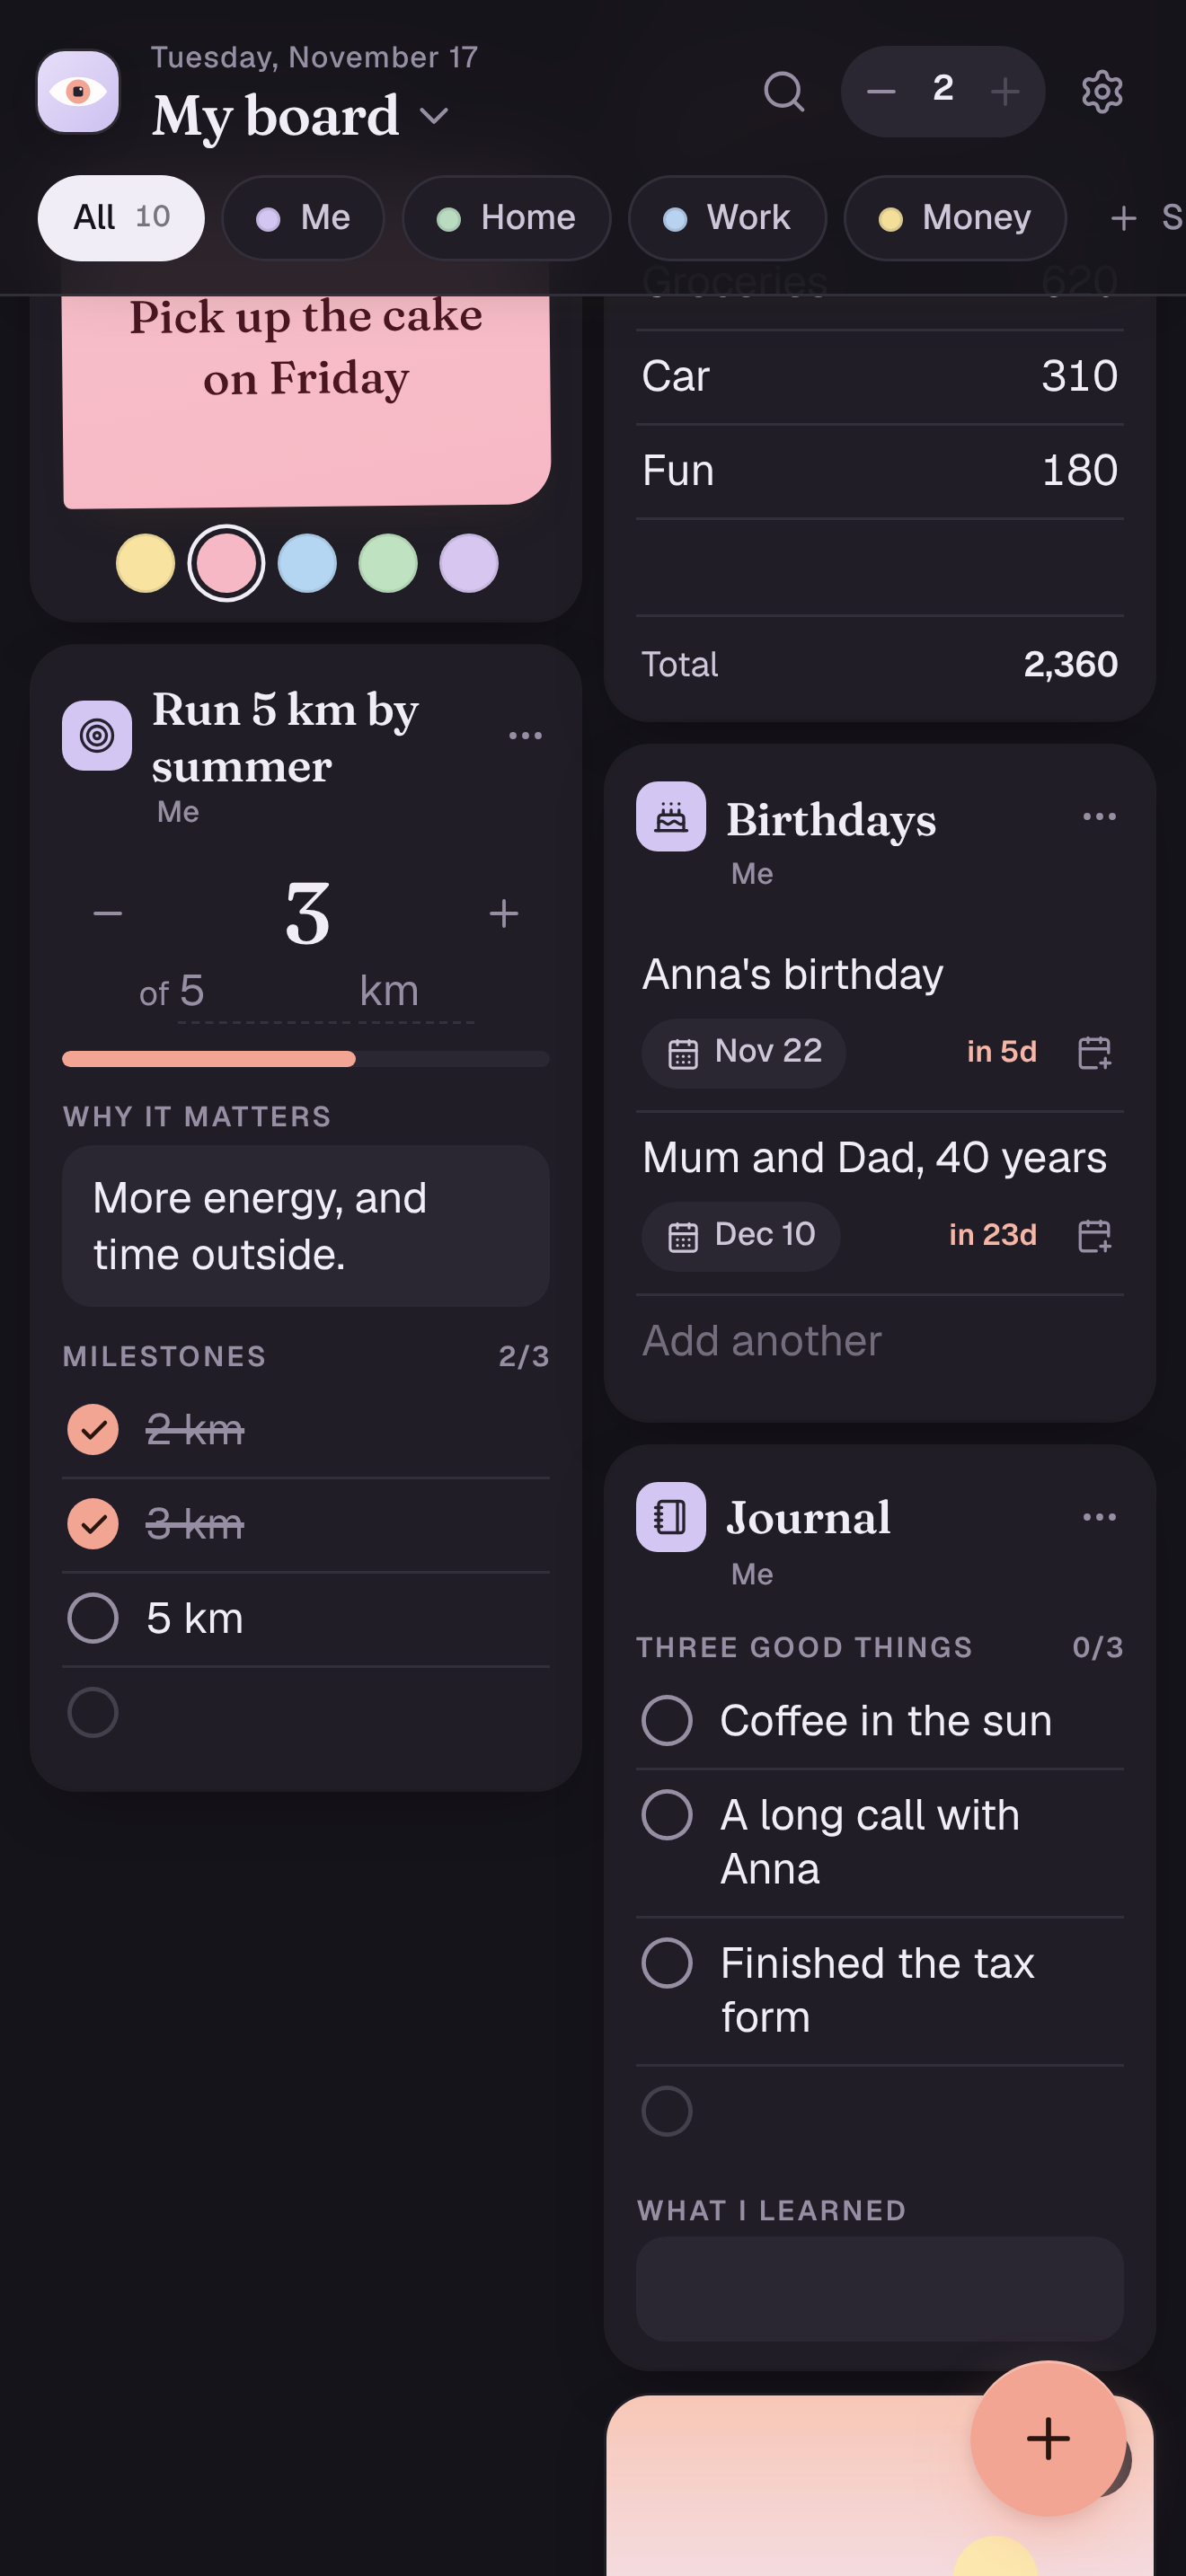 Tuesday, November 17
My board
2
All 10
Me
Home
Work
Money
S
Pick up the cake
on Friday
Run 5 km by
summer
Me
3
of 5 km
WHY IT MATTERS
More energy, and
time outside.
MILESTONES 2/3
2 km
3 km
5 km
Groceries 620
Car 310
Fun 180
Total 2,360
Birthdays
Me
Anna's birthday
Nov 22 in 5d
Mum and Dad, 40 years
Dec 10 in 23d
Add another
Journal
Me
THREE GOOD THINGS 0/3
Coffee in the sun
A long call with
Anna
Finished the tax
form
WHAT I LEARNED